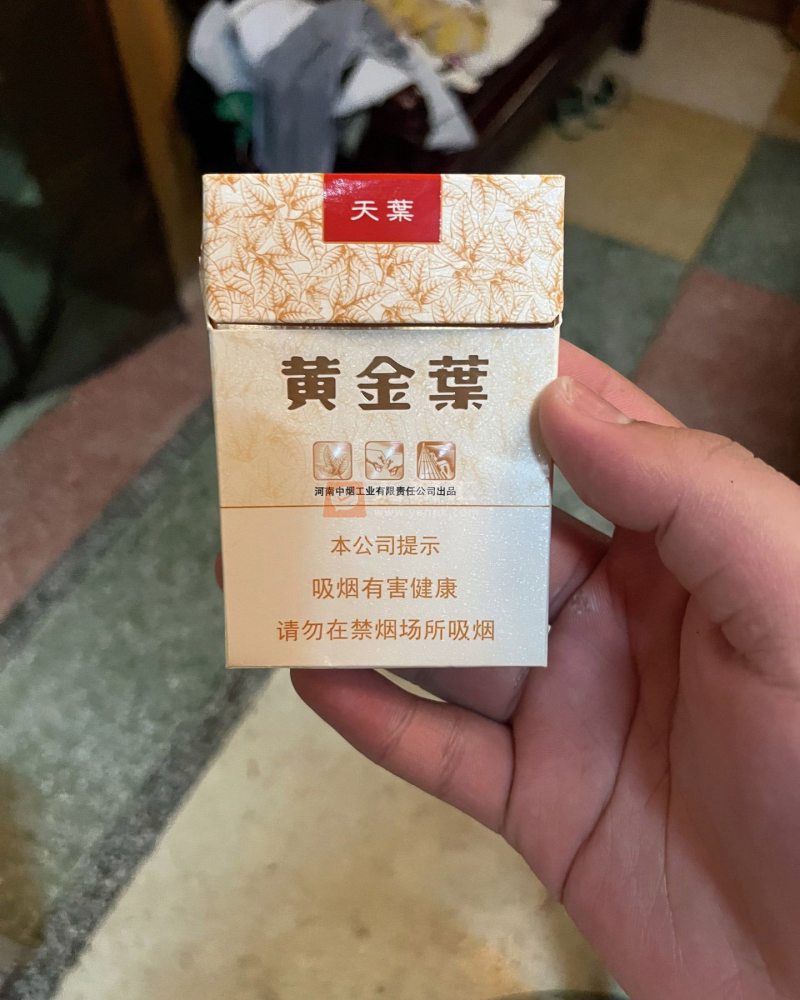 天葉
黄金葉
河南中烟工业有限责任公司出品
本公司提示
吸烟有害健康
请勿在禁烟场所吸烟